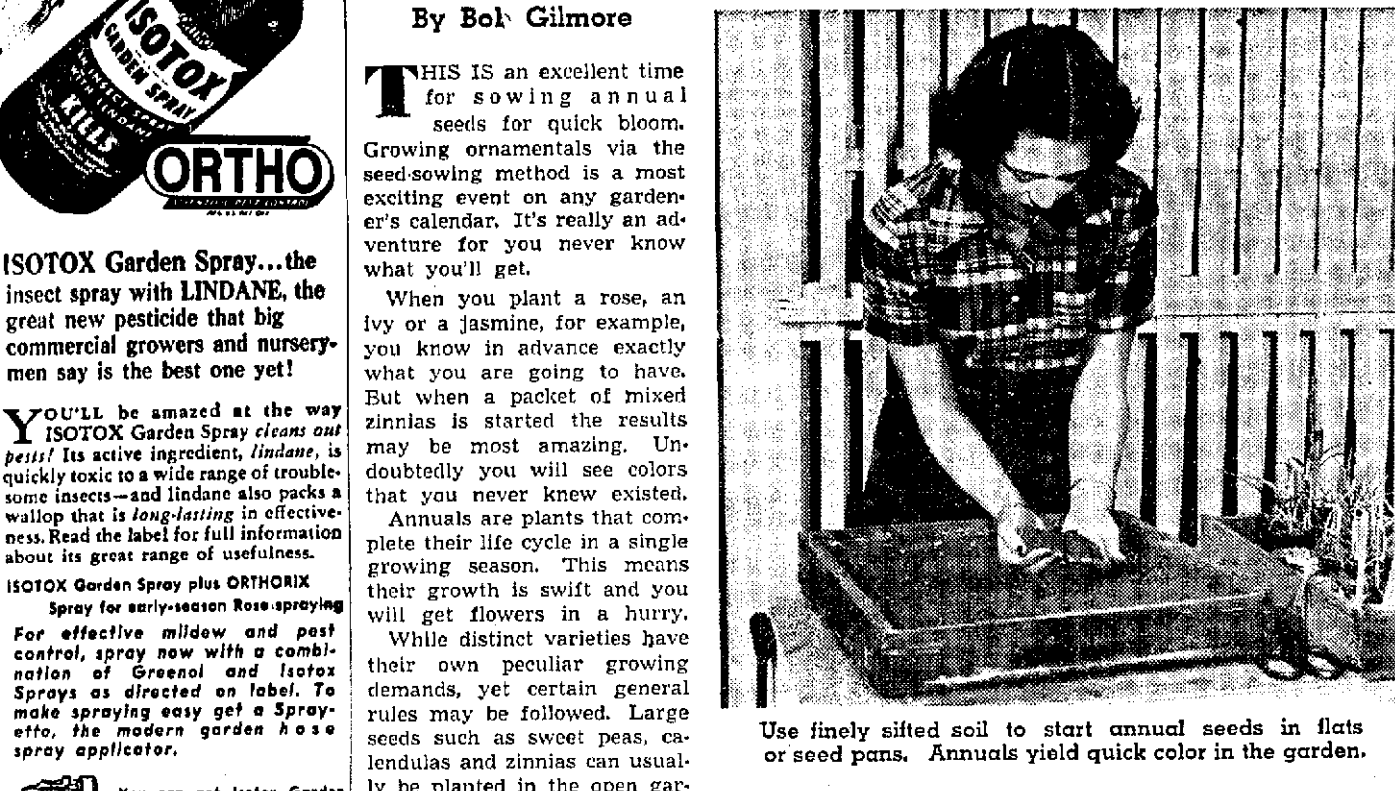 ISOTOX
GARDEN SPRAY
KILLS
ORTHO
ISOTOX Garden Spray...the
insect spray with LINDANE, the
great new pesticide that big
commercial growers and nursery-
men say is the best one yet!
YOU'LL be amazed at the way
ISOTOX Garden Spray cleans out
pests! Its active ingredient, lindane, is
quickly toxic to a wide range of trouble-
some insects—and lindane also packs a
wallop that is long-lasting in effective-
ness. Read the label for full information
about its great range of usefulness.
ISOTOX Garden Spray plus ORTHORIX
Spray for early-season Rose spraying
For effective mildew and pest
control, spray now with a combi-
nation of Greenol and Isotox
Sprays as directed on label. To
make spraying easy get a Spray-
etto, the modern garden hose
spray applicator.
By Bob Gilmore
THIS IS an excellent time
for sowing annual
seeds for quick bloom.
Growing ornamentals via the
seed-sowing method is a most
exciting event on any garden-
er's calendar. It's really an ad-
venture for you never know
what you'll get.
When you plant a rose, an
ivy or a jasmine, for example,
you know in advance exactly
what you are going to have.
But when a packet of mixed
zinnias is started the results
may be most amazing. Un-
doubtedly you will see colors
that you never knew existed.
Annuals are plants that com-
plete their life cycle in a single
growing season. This means
their growth is swift and you
will get flowers in a hurry.
While distinct varieties have
their own peculiar growing
demands, yet certain general
rules may be followed. Large
seeds such as sweet peas, ca-
lendulas and zinnias can usual-
ly be planted in the open gar-
Use finely sifted soil to start annual seeds in flats
or seed pans. Annuals yield quick color in the garden.